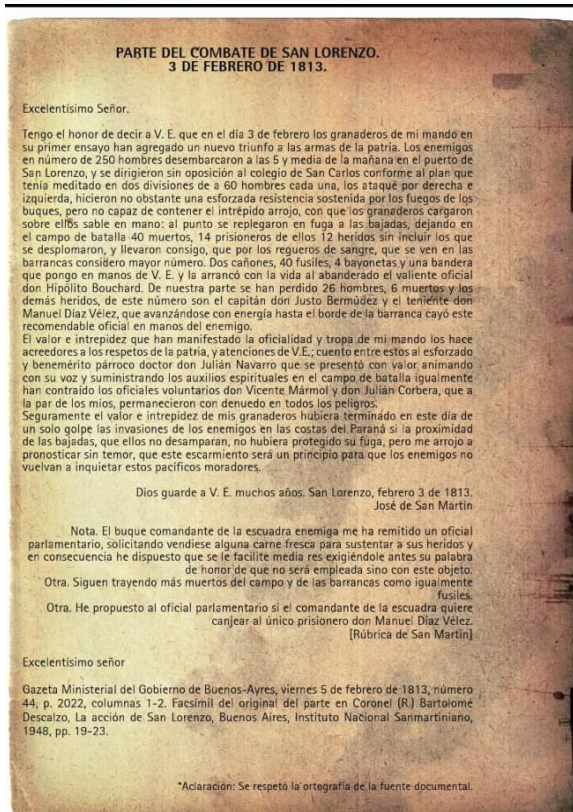 PARTE DEL COMBATE DE SAN LORENZO.
3 DE FEBRERO DE 1813.
Excelentísimo Señor.
Tengo el honor de decir a V. E. que en el día 3 de febrero los granaderos de mi mando en
su primer ensayo han agregado un nuevo triunfo a las armas de la patria. Los enemigos
en número de 250 hombres desembarcaron a las 5 y media de la mañana en el puerto de
San Lorenzo, y se dirigieron sin oposición al colegio de San Carlos conforme al plan que
tenía meditado en dos divisiones de a 60 hombres cada una, los ataqué por derecha e
izquierda, hicieron no obstante una esforzada resistencia sostenida por los fuegos de los
buques, pero no capaz de contener el intrépido arrojo, con que los granaderos cargaron
sobre ellos sable en mano: al punto se replegaron en fuga a las bajadas, dejando en
el campo de batalla 40 muertos, 14 prisioneros de ellos 12 heridos sin incluir los que
se desplomaron, y llevaron consigo, que por los regueros de sangre, que se ven en las
barrancas considero mayor número. Dos cañones, 40 fusiles, 4 bayonetas y una bandera
que pongo en manos de V. E. y la arrancó con la vida al abanderado el valiente oficial
don Hipólito Bouchard. De nuestra parte se han perdido 26 hombres, 6 muertos y los
demás heridos, de este número son el capitán don Justo Bermúdez y el teniente don
Manuel Díaz Vélez, que avanzándose con energía hasta el borde de la barranca cayó este
recomendable oficial en manos del enemigo.
El valor e intrepidez que han manifestado la oficialidad y tropa de mi mando los hace
acreedores a los respetos de la patria, y atenciones de V.E.; cuento entre estos al esforzado
y benemérito párroco doctor don Julián Navarro que se presentó con valor animando
con su voz y suministrando los auxilios espirituales en el campo de batalla igualmente
han contraído los oficiales voluntarios don Vicente Mármol y don Julián Corbera, que a
la par de los míos, permanecieron con denuedo en todos los peligros.
Seguramente el valor e intrepidez de mis granaderos hubiera terminado en este día de
un solo golpe las invasiones de los enemigos en las costas del Paraná si la proximidad
de las bajadas, que ellos no desamparan, no hubiera protegido su fuga, pero me arrojo a
pronosticar sin temor, que este escarmiento será un principio para que los enemigos no
vuelvan a inquietar estos pacíficos moradores.
Dios guarde a V. E. muchos años. San Lorenzo, febrero 3 de 1813.
José de San Martín
Nota. El buque comandante de la escuadra enemiga me ha remitido un oficial
parlamentario, solicitando vendiese alguna carne fresca para sustentar a sus heridos y
en consecuencia he dispuesto que se le facilite media res exigiéndole antes su palabra
de honor de que no será empleada sino con este objeto.
Otra. Siguen trayendo más muertos del campo y de las barrancas como igualmente
fusiles.
Otra. He propuesto al oficial parlamentario si el comandante de la escuadra quiere
canjear al único prisionero don Manuel Díaz Vélez.
[Rúbrica de San Martín]
Excelentísimo señor
Gazeta Ministerial del Gobierno de Buenos-Ayres, viernes 5 de febrero de 1813, número
44, p. 2022, columnas 1-2. Facsímil del original del parte en Coronel (R.) Bartolomé
Descalzo, La acción de San Lorenzo, Buenos Aires, Instituto Nacional Sanmartiniano,
1948, pp. 19-23.
*Aclaración: Se respetó la ortografía de la fuente documental.